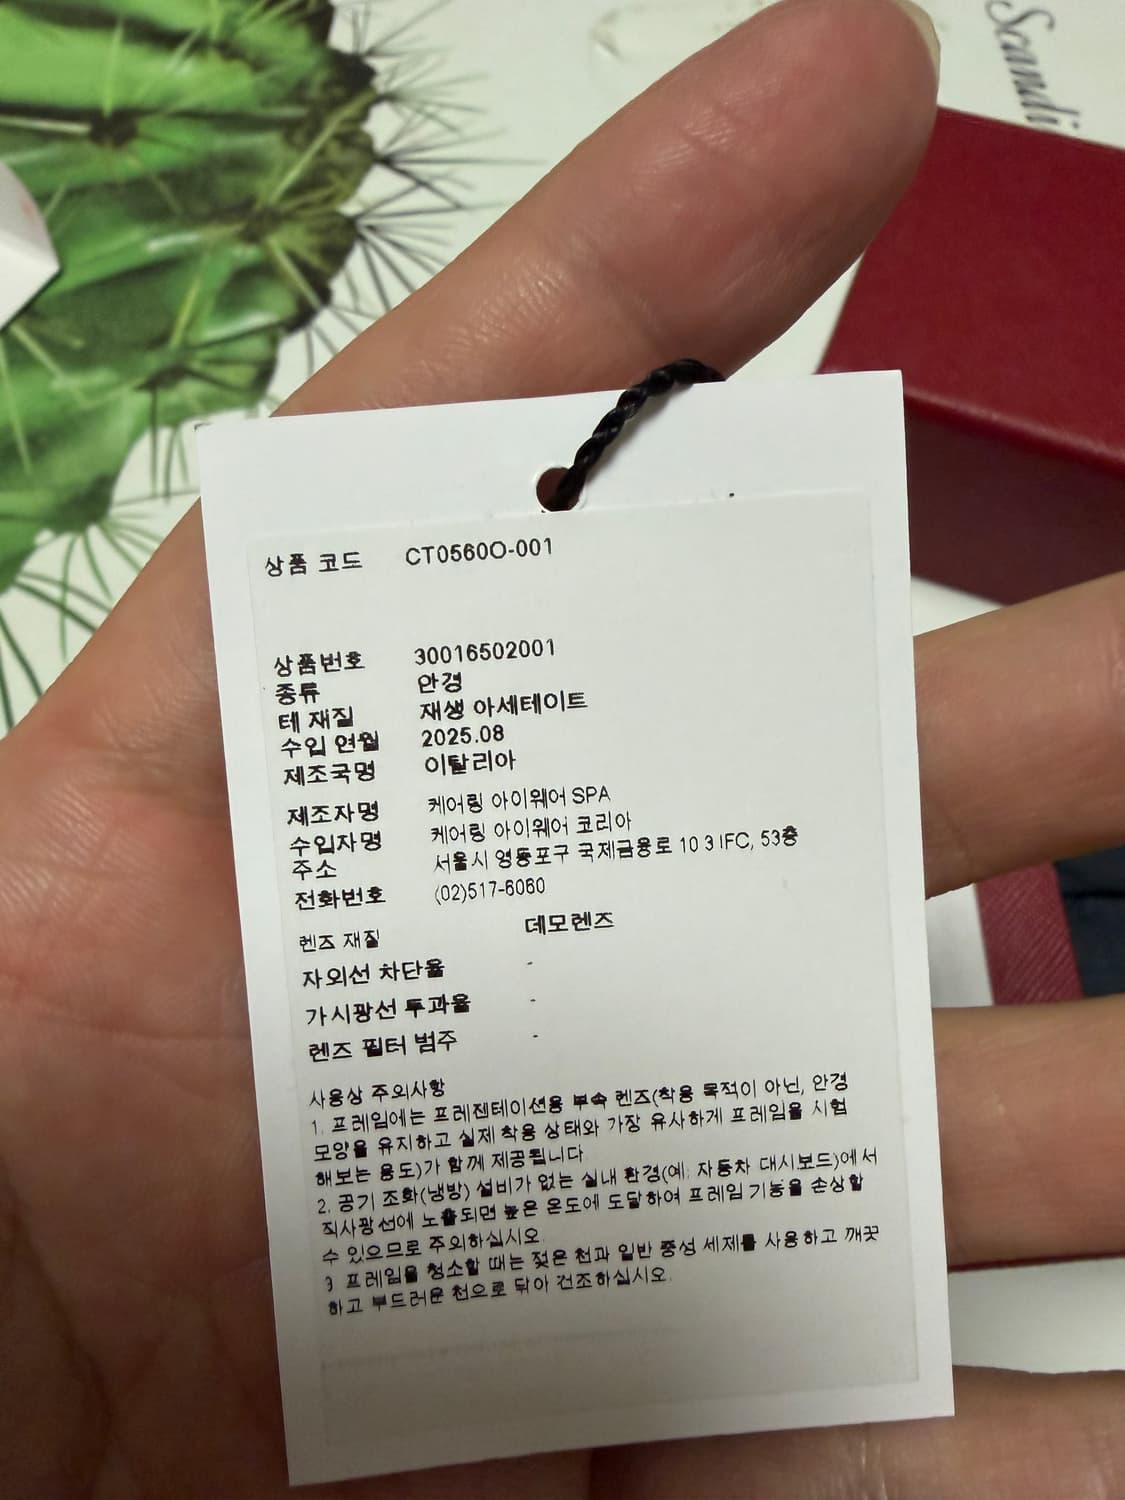 Scandi
상품 코드 CT0560O-001
상품번호 30016502001
종류 안경
테 재질 재생 아세테이트
수입 연월 2025.08
제조국명 이탈리아
제조자명 케어링 아이웨어 SPA
수입자명 케어링 아이웨어 코리아
주소 서울시 영등포구 국제금융로 10 3 IFC, 53층
전화번호 (02)517-6060
렌즈 재질 데모렌즈
자외선 차단율 -
가시광선 투과율 -
렌즈 필터 범주 -
사용상 주의사항
1. 프레임에는 프레젠테이션용 부속 렌즈(착용 목적이 아닌, 안경
모양을 유지하고 실제 착용 상태와 가장 유사하게 프레임을 시험
해보는 용도)가 함께 제공됩니다.
2. 공기 조화(냉방) 설비가 없는 실내 환경(예: 자동차 대시보드)에서
직사광선에 노출되면 높은 온도에 도달하여 프레임 기능을 손상할
수 있으므로 주의하십시오.
3. 프레임을 청소할 때는 젖은 천과 일반 중성 세제를 사용하고 깨끗
하고 부드러운 천으로 닦아 건조하십시오.